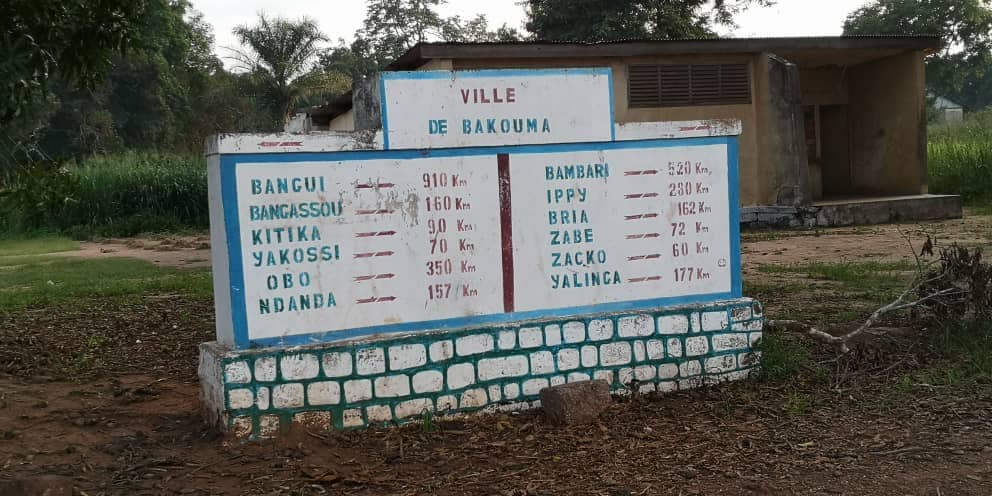 VILLE
DE BAKOUMA
BANGUI 910 Km
BANGASSOU 160 Km
KITIKA 90 Km
YAKOSSI 70 Km
OBO 350 Km
NDANDA 157 Km
BAMBARI 520 Km
IPPY 280 Km
BRIA 162 Km
ZABE 72 Km
ZACKO 60 Km
YALINGA 177 Km